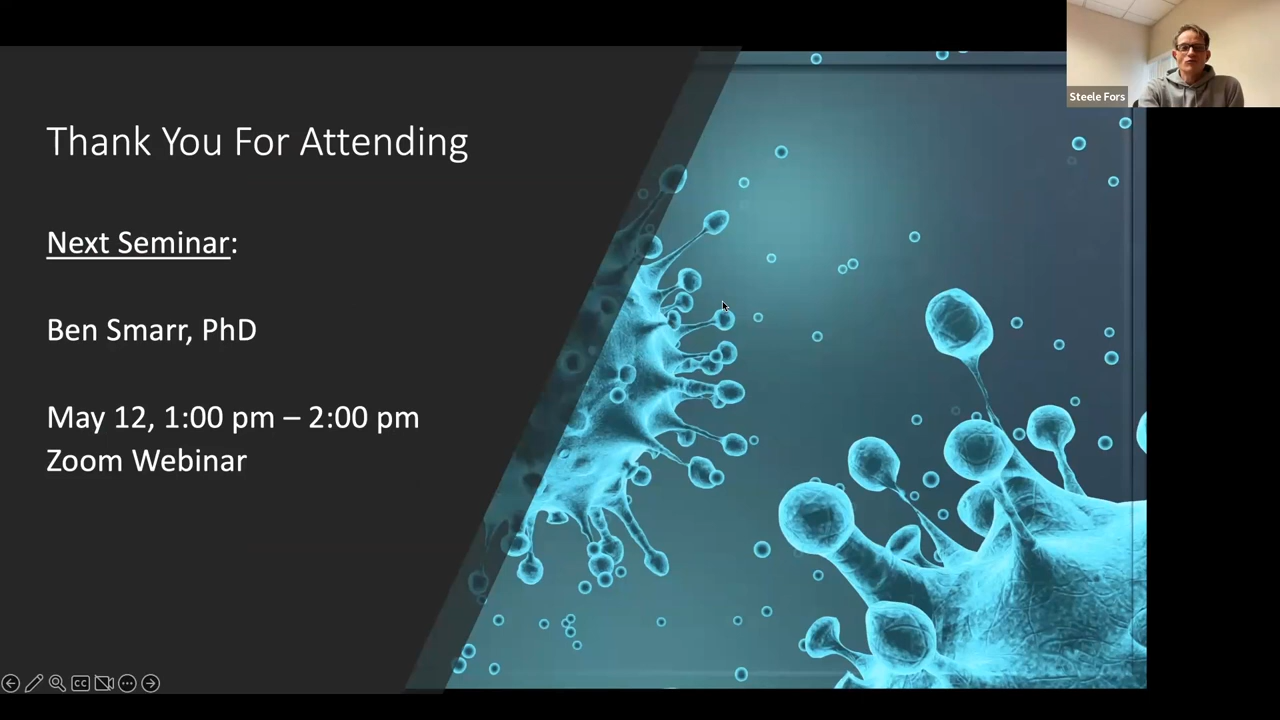 Steele Fors
Thank You For Attending
Next Seminar:
Ben Smarr, PhD
May 12, 1:00 pm – 2:00 pm
Zoom Webinar
CC